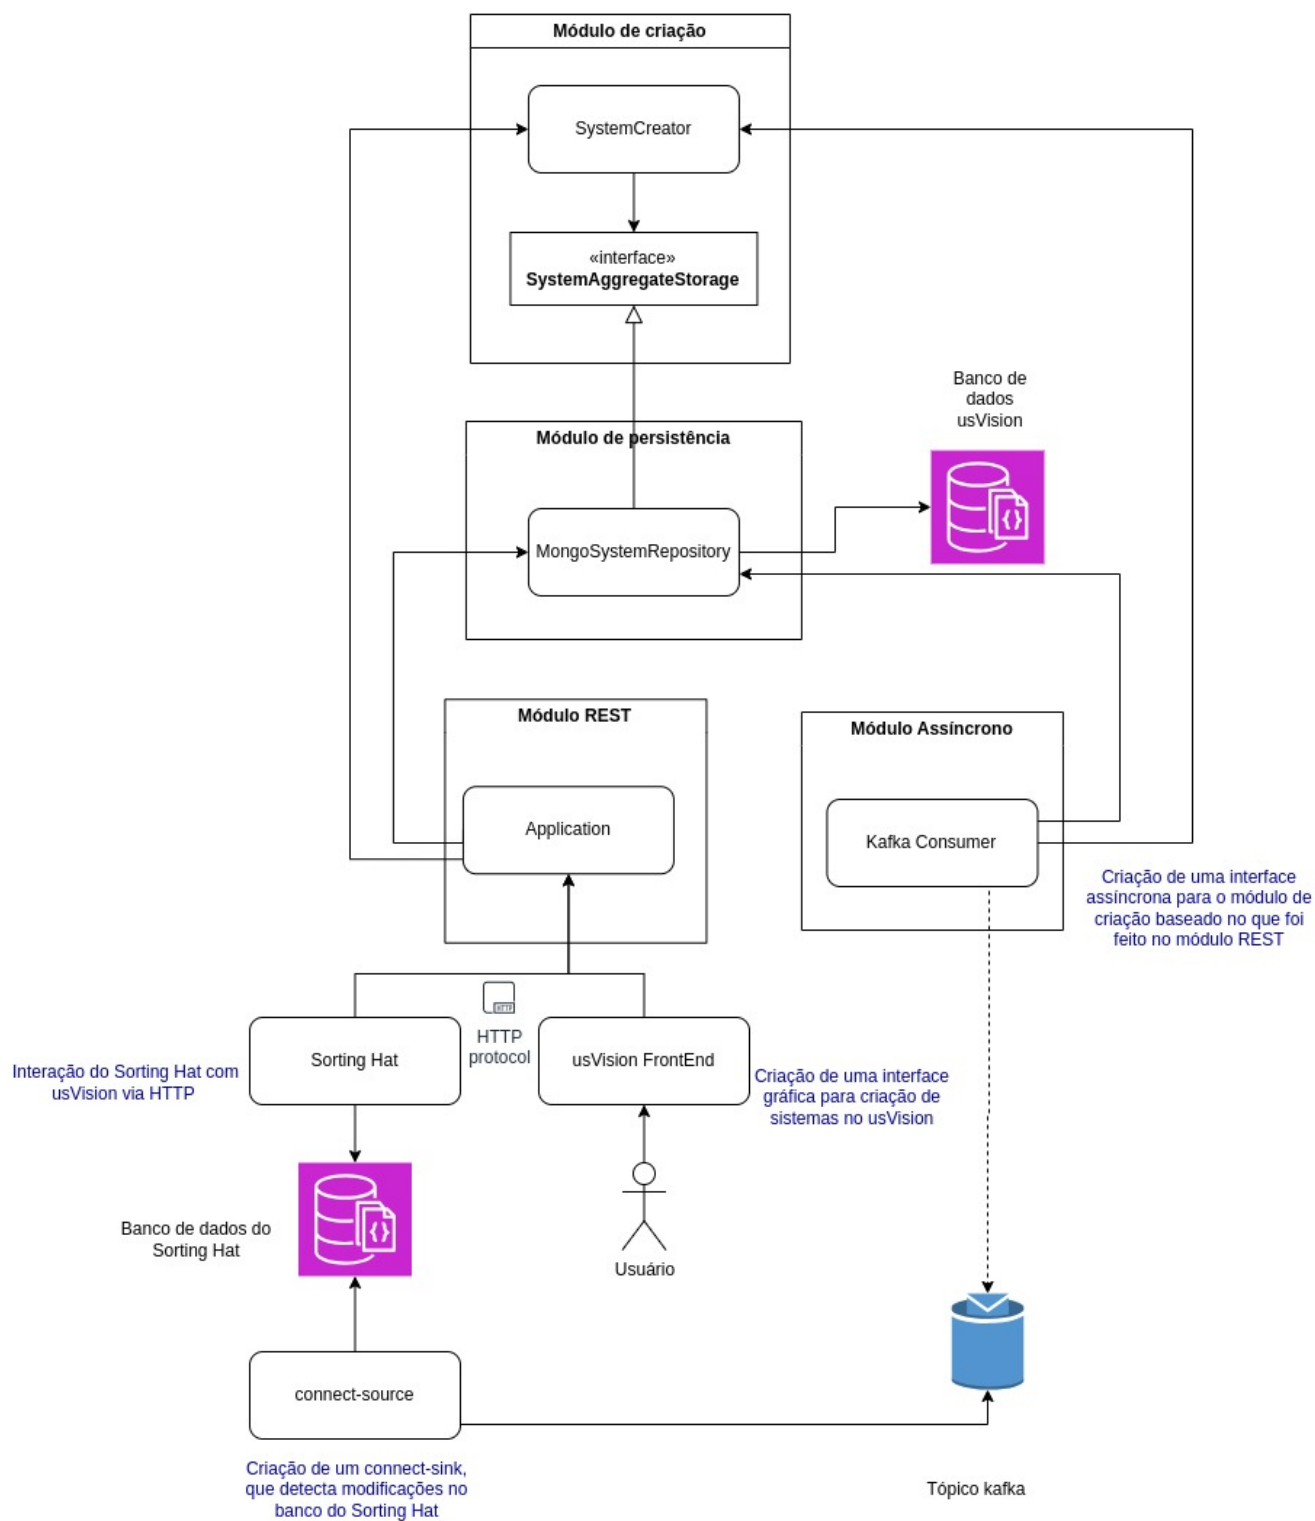 Módulo de criação
SystemCreator
«interface»
SystemAggregateStorage
Banco de
dados
usVision
Módulo de persistência
MongoSystemRepository
Módulo REST
Módulo Assíncrono
Application
Kafka Consumer
Criação de uma interface
assíncrona para o módulo de
criação baseado no que foi
feito no módulo REST
HTTP
HTTP
protocol
Sorting Hat
usVision FrontEnd
Interação do Sorting Hat com
usVision via HTTP
Criação de uma interface
gráfica para criação de
sistemas no usVision
Banco de dados do
Sorting Hat
Usuário
connect-source
Criação de um connect-sink,
que detecta modificações no
banco do Sorting Hat
Tópico kafka